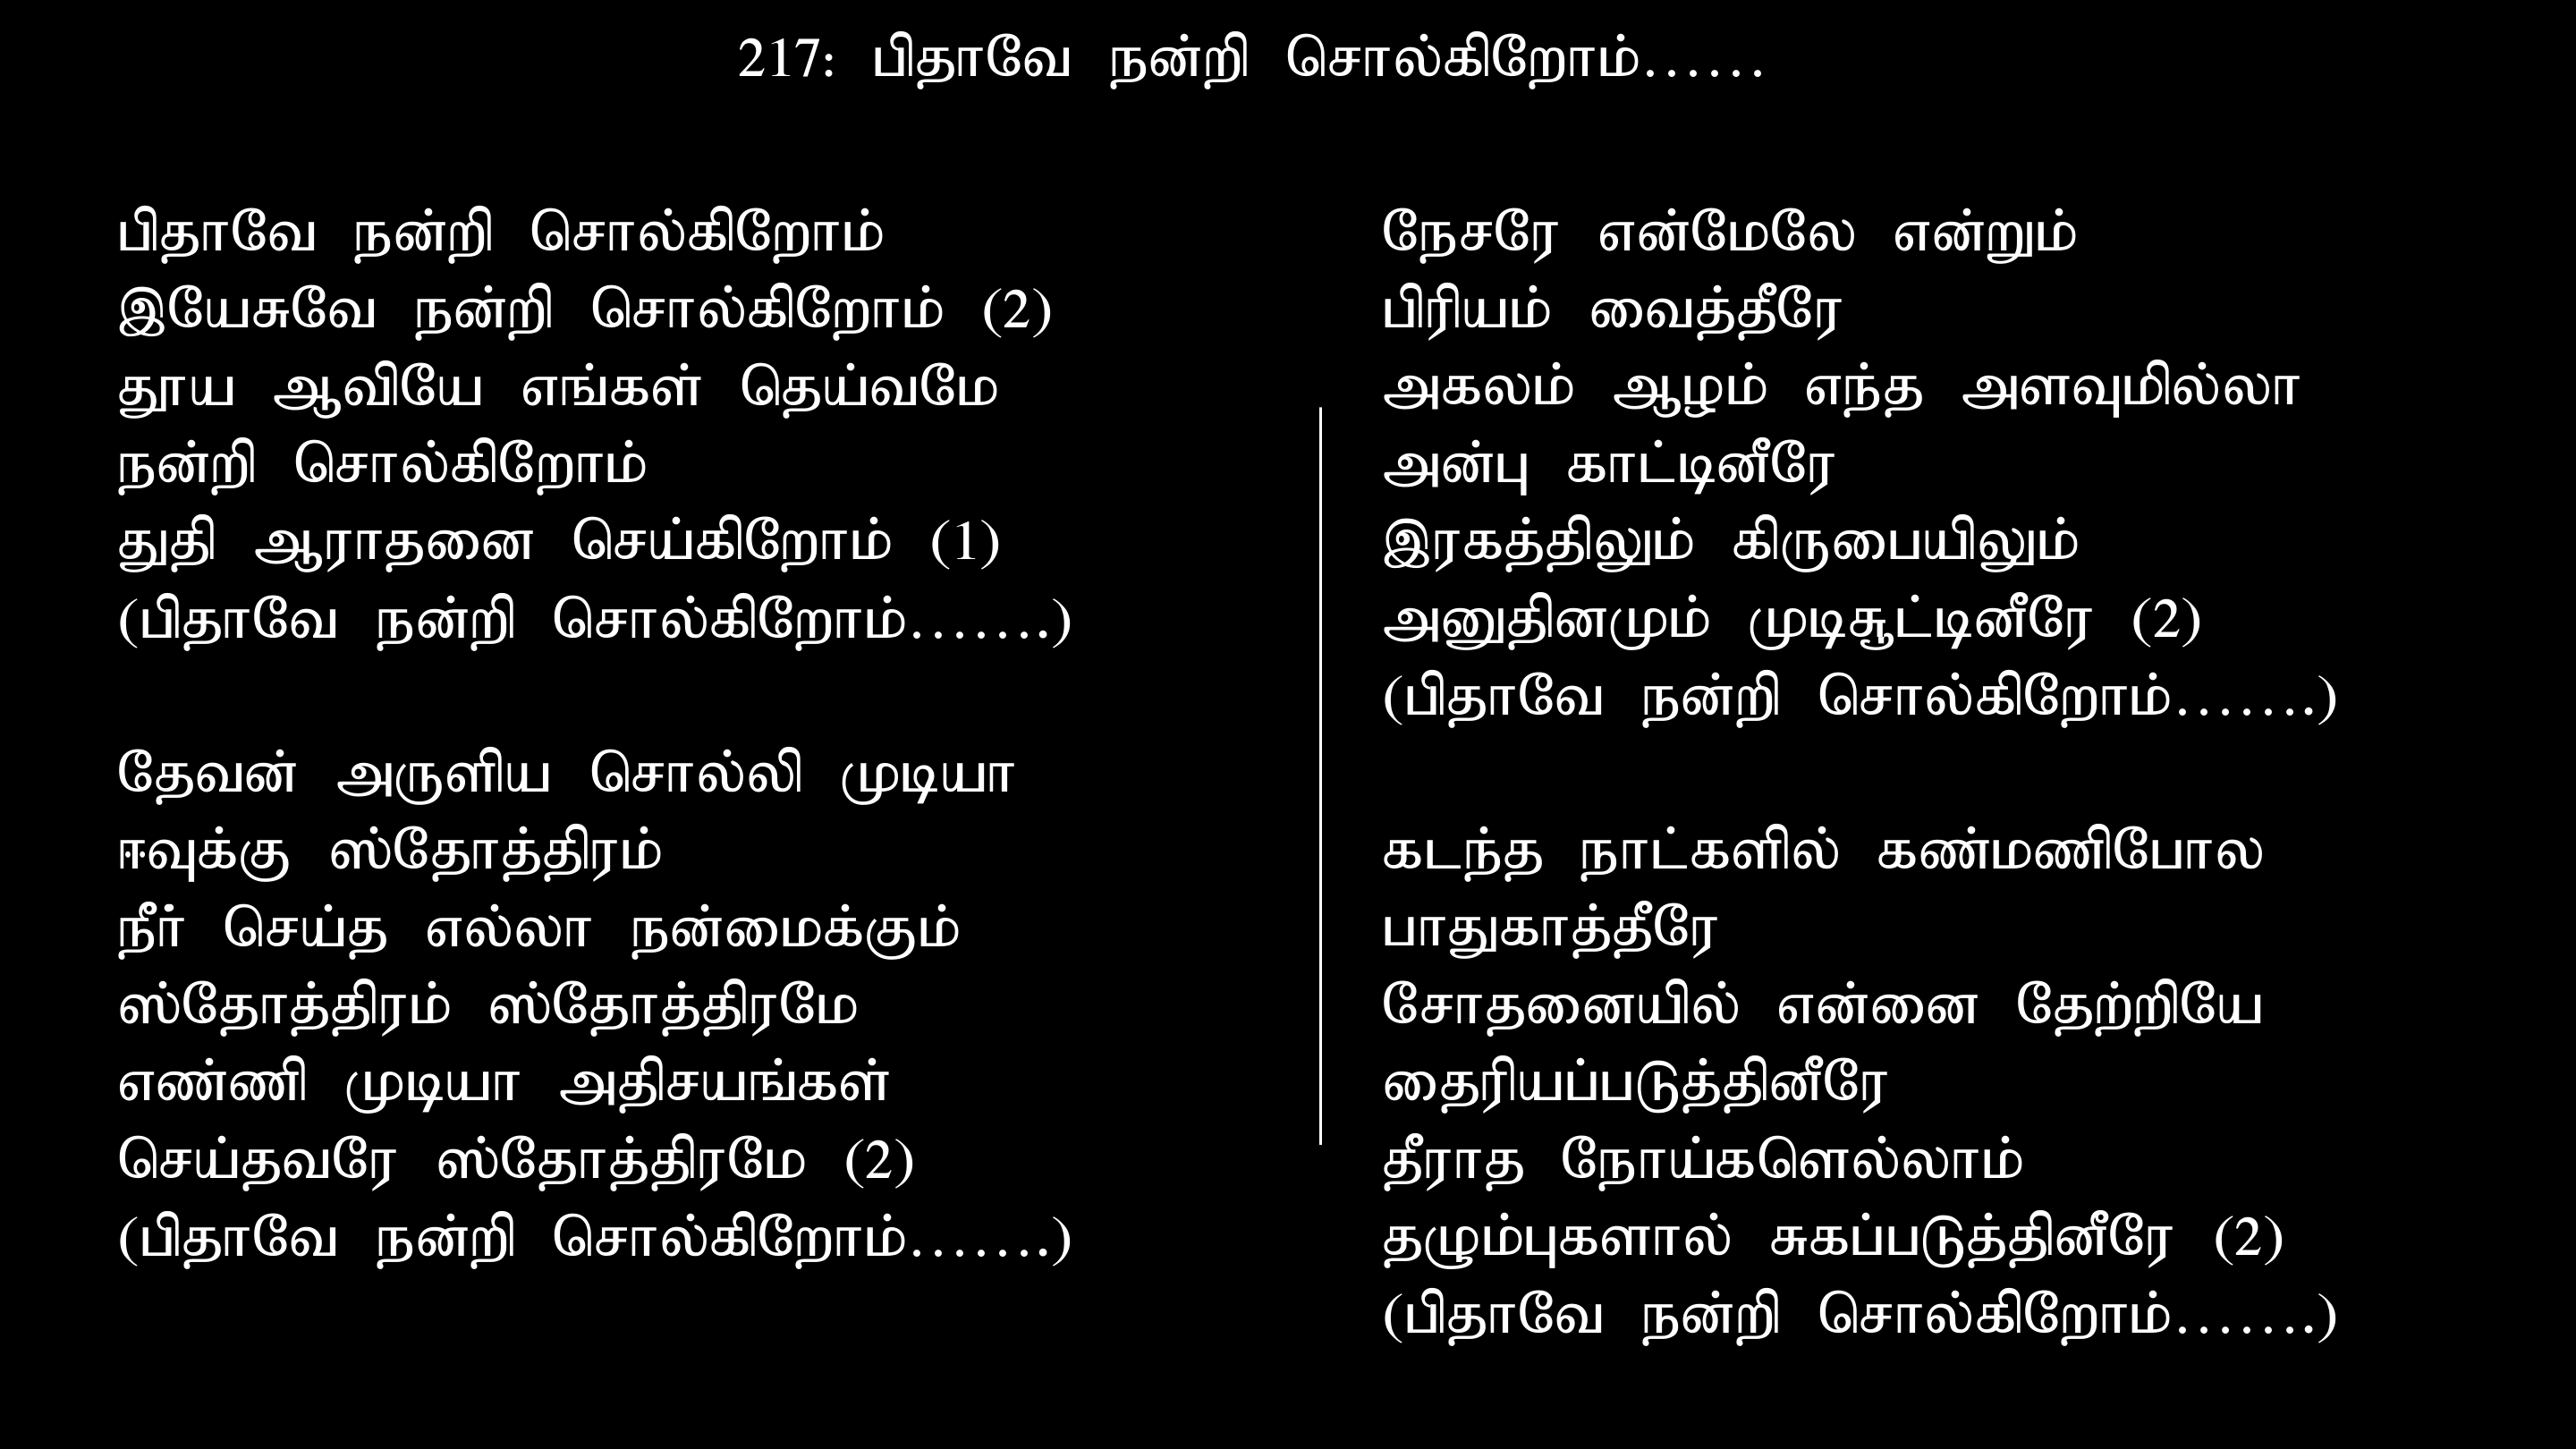 217: பிதாவே நன்றி சொல்கிறோம்......
பிதாவே நன்றி சொல்கிறோம்
இயேசுவே நன்றி சொல்கிறோம் (2)
தூய ஆவியே எங்கள் தெய்வமே
நன்றி சொல்கிறோம்
துதி ஆராதனை செய்கிறோம் (1)
(பிதாவே நன்றி சொல்கிறோம்.......)
தேவன் அருளிய சொல்லி முடியா
ஈவுக்கு ஸ்தோத்திரம்
நீர் செய்த எல்லா நன்மைக்கும்
ஸ்தோத்திரம் ஸ்தோத்திரமே
எண்ணி முடியா அதிசயங்கள்
செய்தவரே ஸ்தோத்திரமே (2)
(பிதாவே நன்றி சொல்கிறோம்.......)
நேசரே என்மேலே என்றும்
பிரியம் வைத்தீரே
அகலம் ஆழம் எந்த அளவுமில்லா
அன்பு காட்டினீரே
இரகத்திலும் கிருபையிலும்
அனுதினமும் முடிசூட்டினீரே (2)
(பிதாவே நன்றி சொல்கிறோம்.......)
கடந்த நாட்களில் கண்மணிபோல
பாதுகாத்தீரே
சோதனையில் என்னை தேற்றியே
தைரியப்படுத்தினீரே
தீராத நோய்களெல்லாம்
தழும்புகளால் சுகப்படுத்தினீரே (2)
(பிதாவே நன்றி சொல்கிறோம்.......)